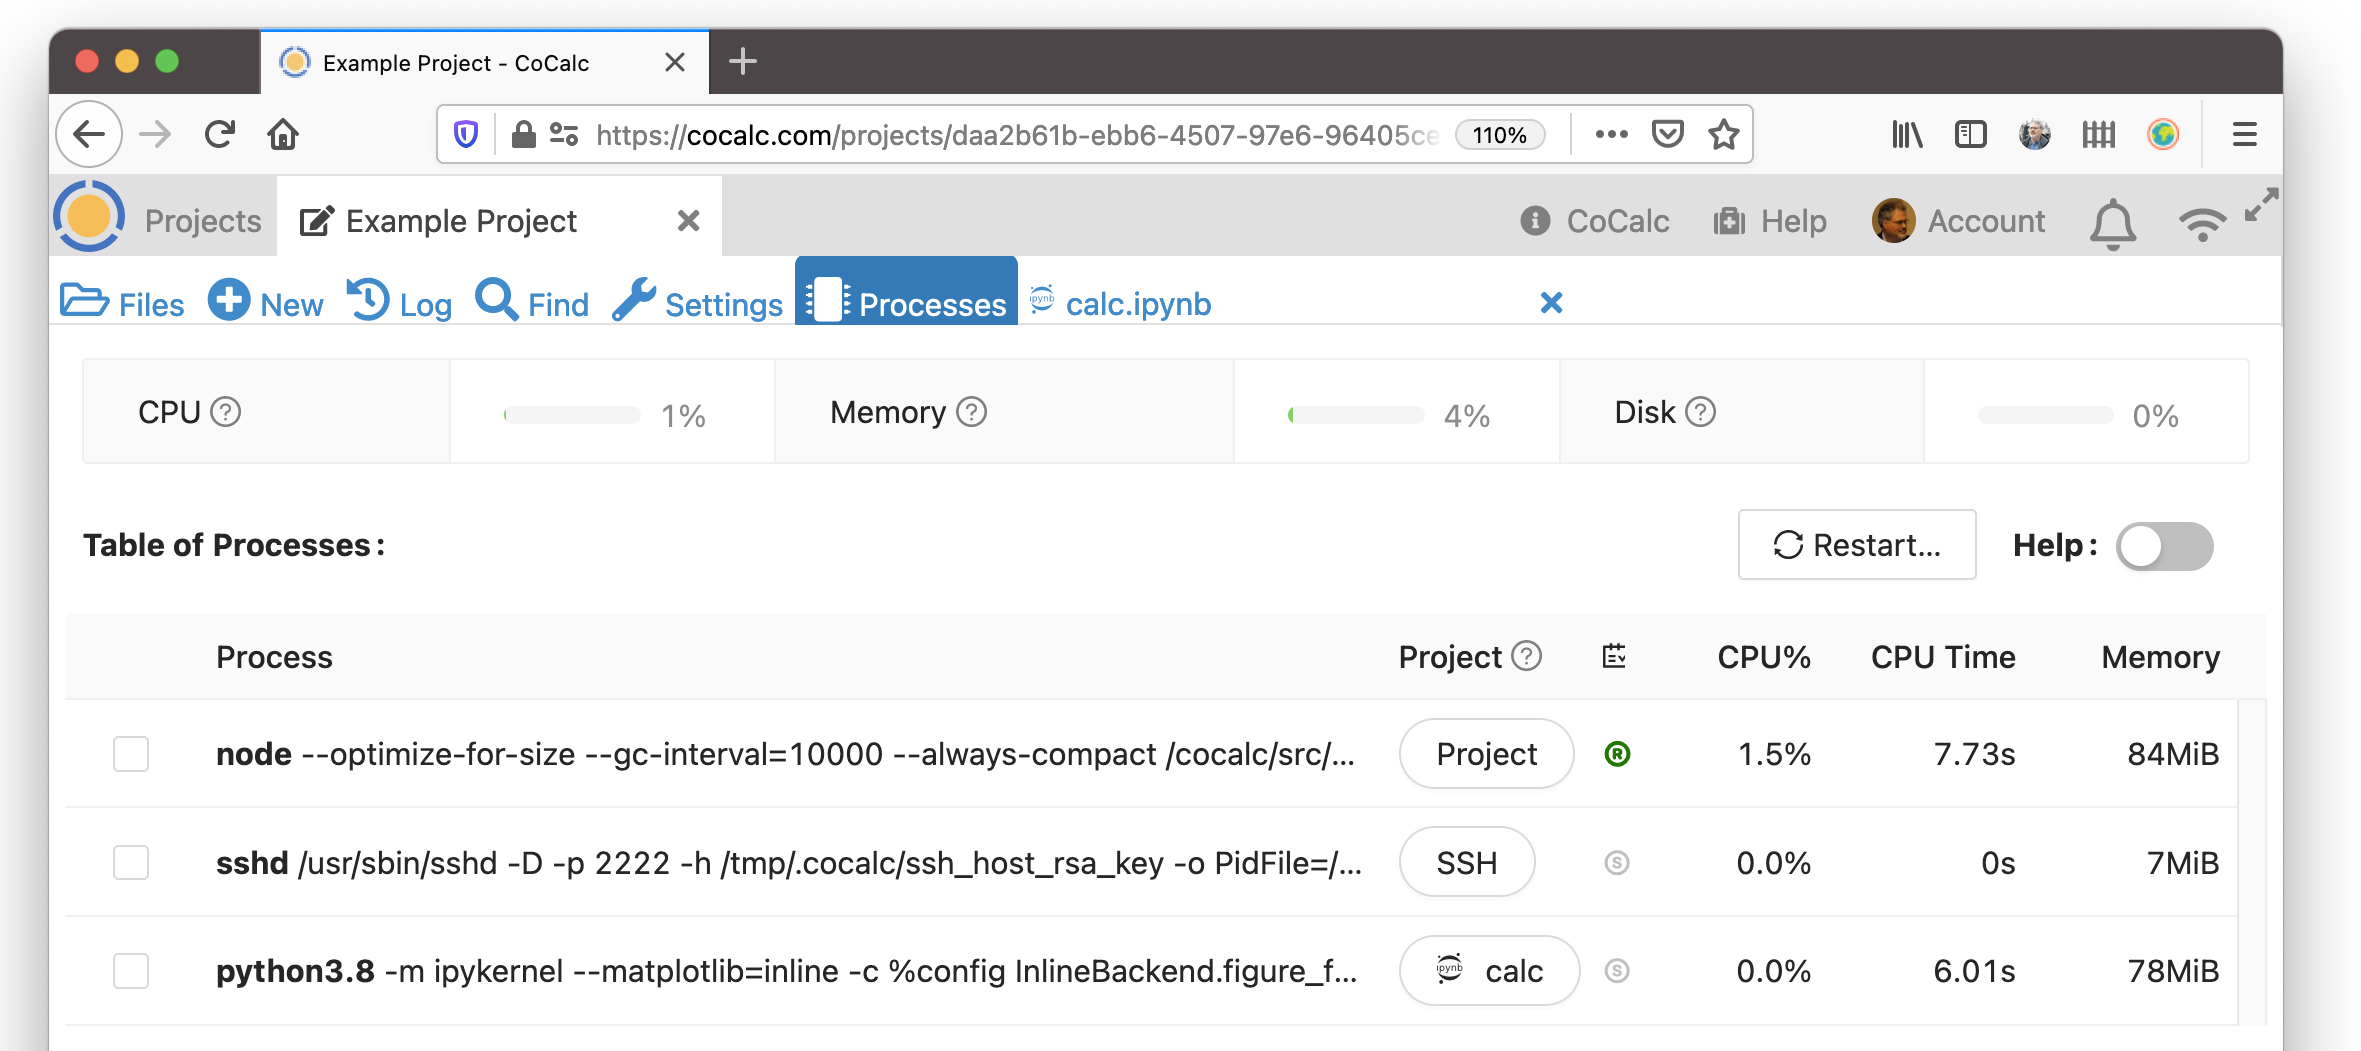 Example Project - CoCalc
https://cocalc.com/projects/daa2b61b-ebb6-4507-97e6-96405ce 110%
Projects Example Project CoCalc Help Account
Files New Log Find Settings Processes ipynb calc.ipynb
CPU ? 1% Memory ? 4% Disk ? 0%
Table of Processes: Restart... Help:
Process Project ? CPU% CPU Time Memory
node --optimize-for-size --gc-interval=10000 --always-compact /cocalc/src/... Project R 1.5% 7.73s 84MiB
sshd /usr/sbin/sshd -D -p 2222 -h /tmp/.cocalc/ssh_host_rsa_key -o PidFile=/... SSH S 0.0% 0s 7MiB
python3.8 -m ipykernel --matplotlib=inline -c %config InlineBackend.figure_f... ipynb calc S 0.0% 6.01s 78MiB